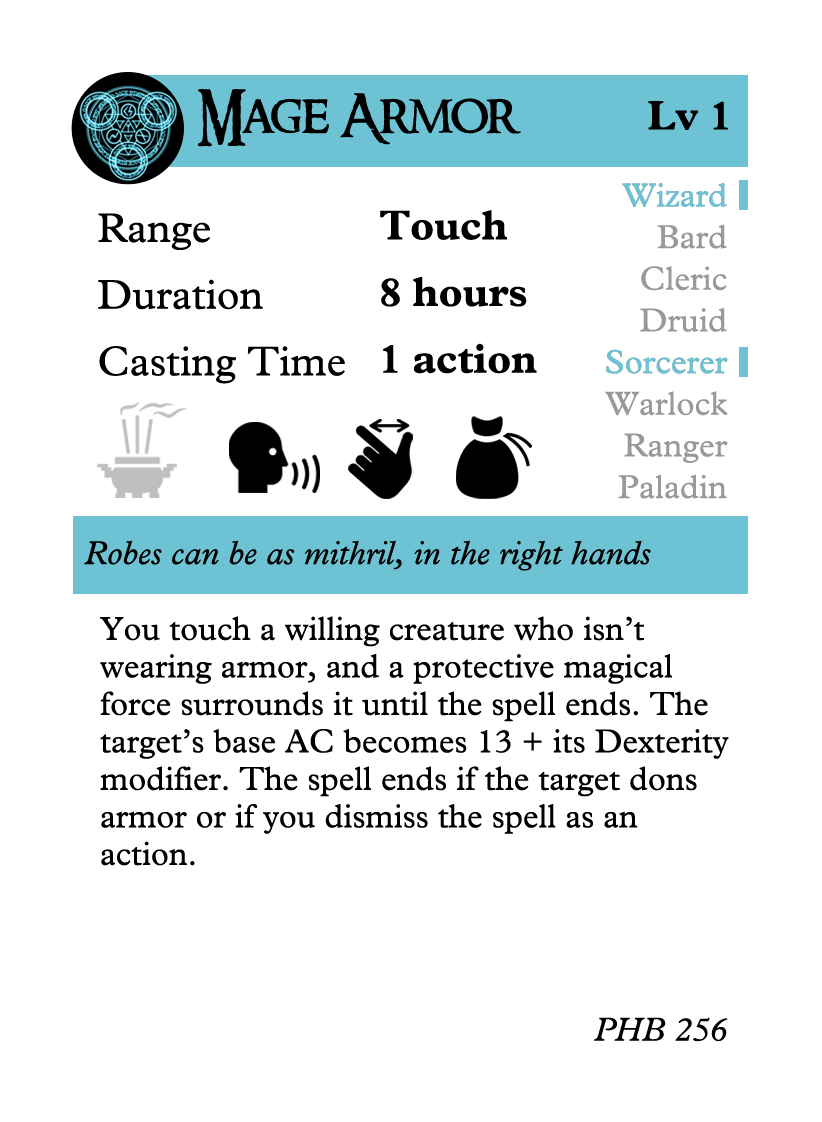 Mage Armor
Lv 1
Range Touch
Duration 8 hours
Casting Time 1 action
Wizard
Bard
Cleric
Druid
Sorcerer
Warlock
Ranger
Paladin
Robes can be as mithril, in the right hands
You touch a willing creature who isn’t
wearing armor, and a protective magical
force surrounds it until the spell ends. The
target’s base AC becomes 13 + its Dexterity
modifier. The spell ends if the target dons
armor or if you dismiss the spell as an
action.
PHB 256